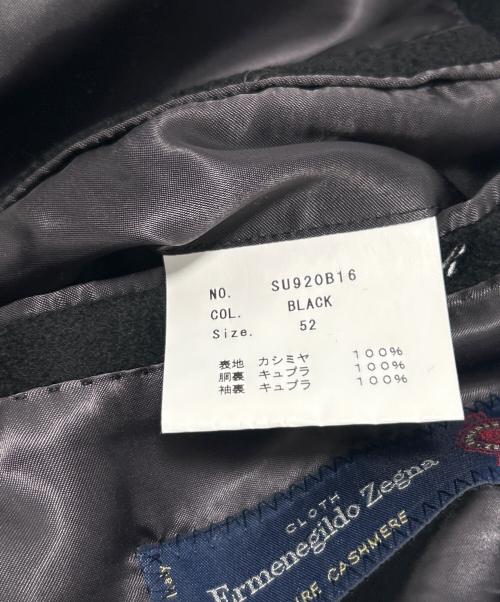 NO. SU920B16
COL. BLACK
Size. 52
表地 カシミヤ 100%
胴裏 キュプラ 100%
袖裏 キュプラ 100%
CLOTH
Ermenegildo Zegna
CASHMERE